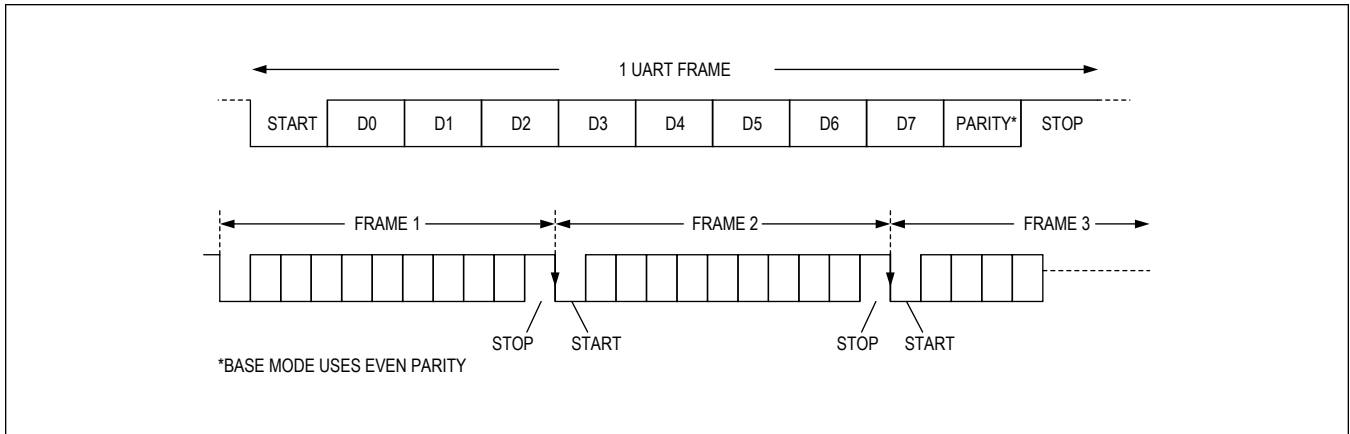 1 UART FRAME
START D0 D1 D2 D3 D4 D5 D6 D7 PARITY* STOP
FRAME 1 FRAME 2 FRAME 3
STOP START STOP START
*BASE MODE USES EVEN PARITY